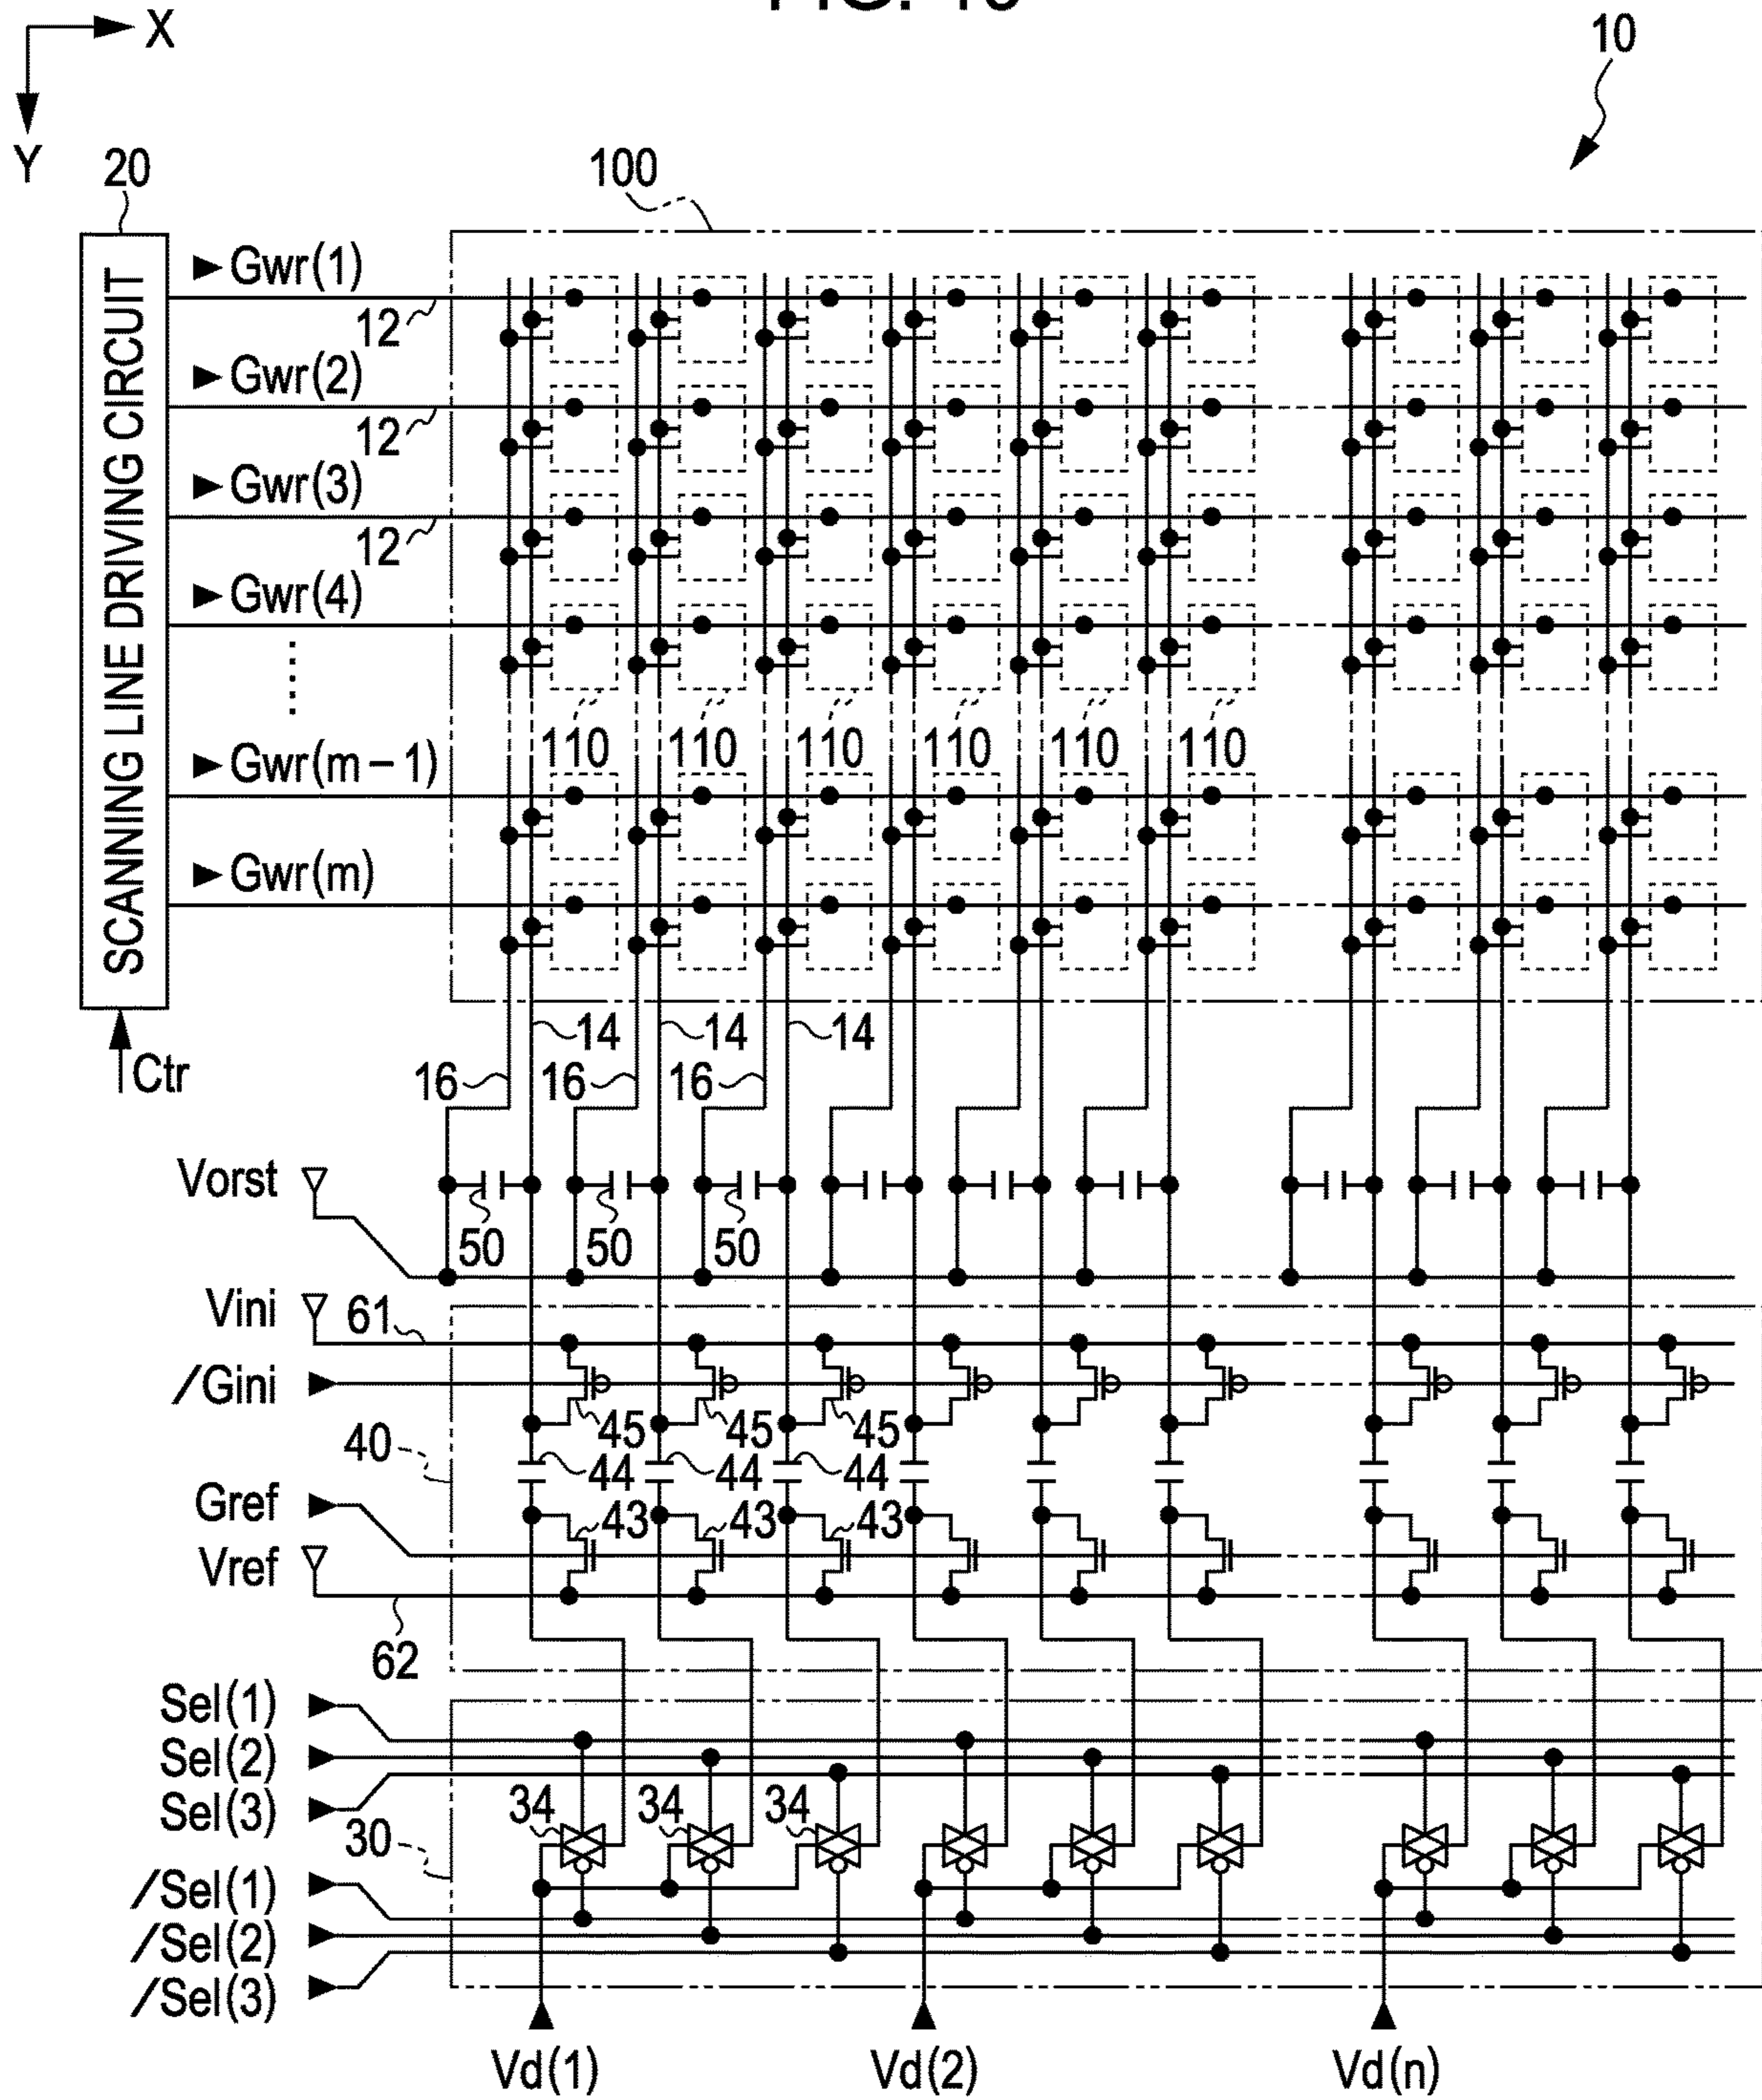 X
10
Y
20
100
SCANNING LINE DRIVING CIRCUIT
Gwr(1)
12
Gwr(2)
12
Gwr(3)
12
Gwr(4)
110 110 110 110 110 110
Gwr(m−1)
Gwr(m)
14 14 14
Ctr
16 16 16
Vorst
50 50 50
Vini
61
/Gini
45 45 45
40
44 44 44
Gref
43 43 43
Vref
62
Sel(1)
Sel(2)
Sel(3)
34 34 34
30
/Sel(1)
/Sel(2)
/Sel(3)
Vd(1) Vd(2) Vd(n)